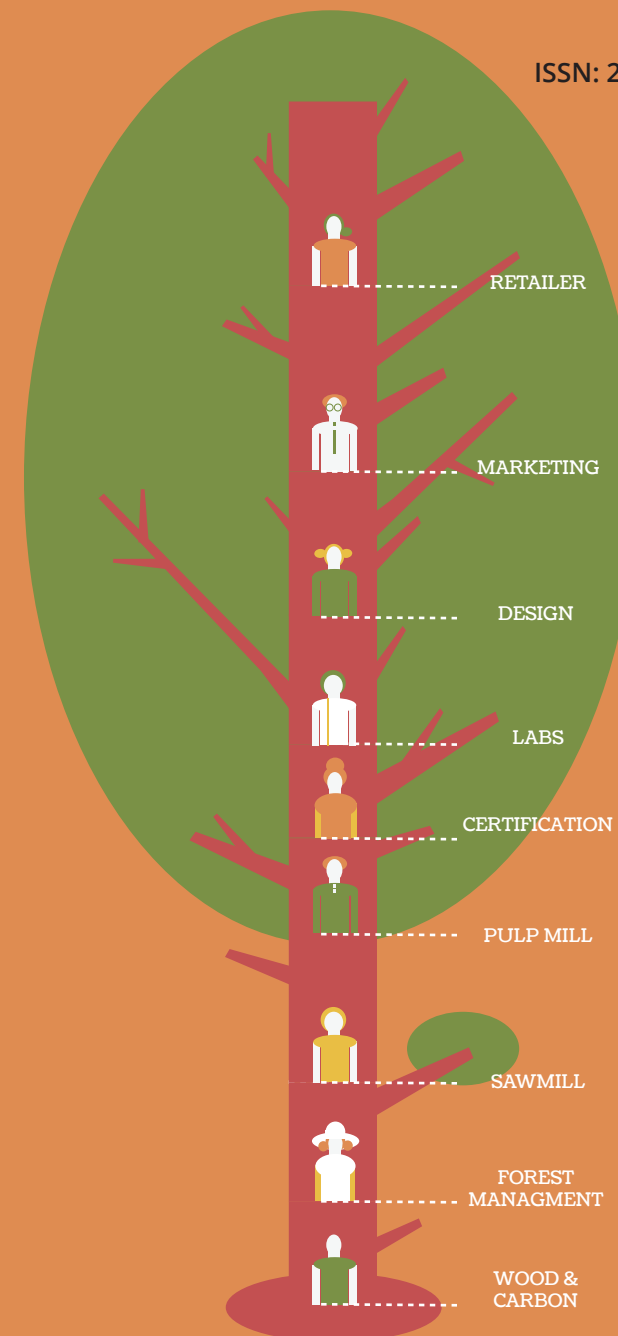 ISSN: 2
RETAILER
MARKETING
DESIGN
LABS
CERTIFICATION
PULP MILL
SAWMILL
FOREST
MANAGMENT
WOOD &
CARBON